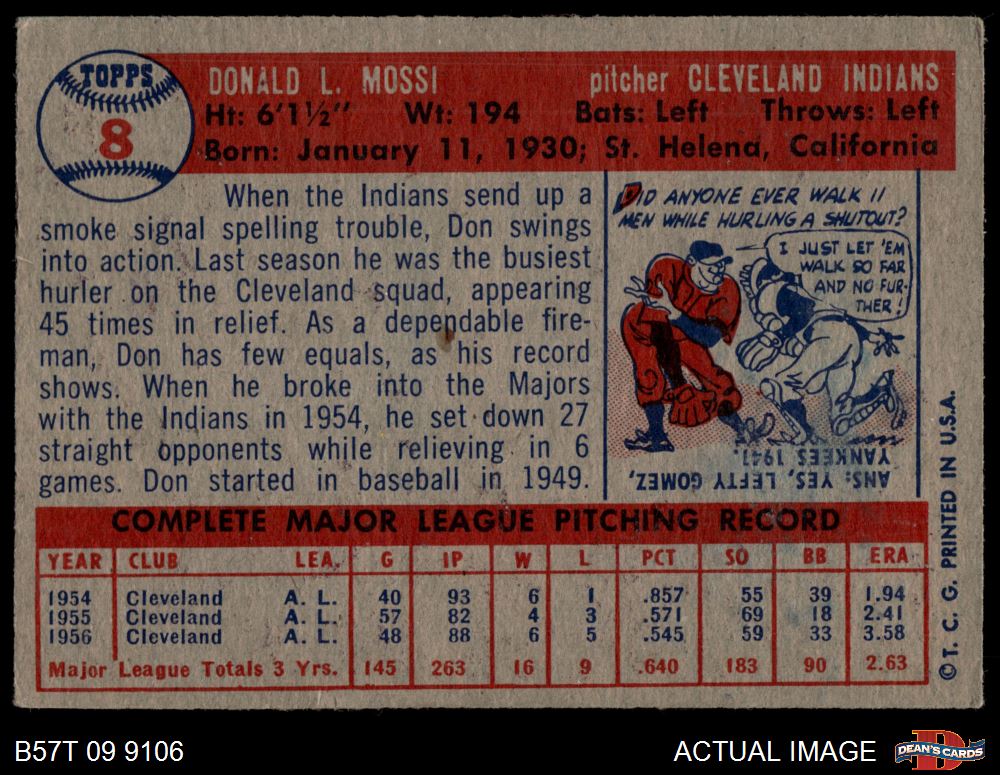 TOPPS
8
DONALD L. MOSSI pitcher CLEVELAND INDIANS
Ht: 6'1½" Wt: 194 Bats: Left Throws: Left
Born: January 11, 1930; St. Helena, California
When the Indians send up a
smoke signal spelling trouble, Don swings
into action. Last season he was the busiest
hurler on the Cleveland squad, appearing
45 times in relief. As a dependable fire-
man, Don has few equals, as his record
shows. When he broke into the Majors
with the Indians in 1954, he set down 27
straight opponents while relieving in 6
games. Don started in baseball in 1949.
DID ANYONE EVER WALK 11
MEN WHILE HURLING A SHUTOUT?
I JUST LET 'EM
WALK SO FAR
AND NO FUR-
THER!
ANS: YES, LEFTY GOMEZ,
YANKEES 1941.
COMPLETE MAJOR LEAGUE PITCHING RECORD
YEAR CLUB LEA. G IP W L PCT SO BB ERA
1954 Cleveland A. L. 40 93 6 1 .857 55 39 1.94
1955 Cleveland A. L. 57 82 4 3 .571 69 18 2.41
1956 Cleveland A. L. 48 88 6 5 .545 59 33 3.58
Major League Totals 3 Yrs. 145 263 16 9 .640 183 90 2.63
© T. C. G. PRINTED IN U.S.A.
B57T 09 9106 ACTUAL IMAGE
D
DEAN'S CARDS